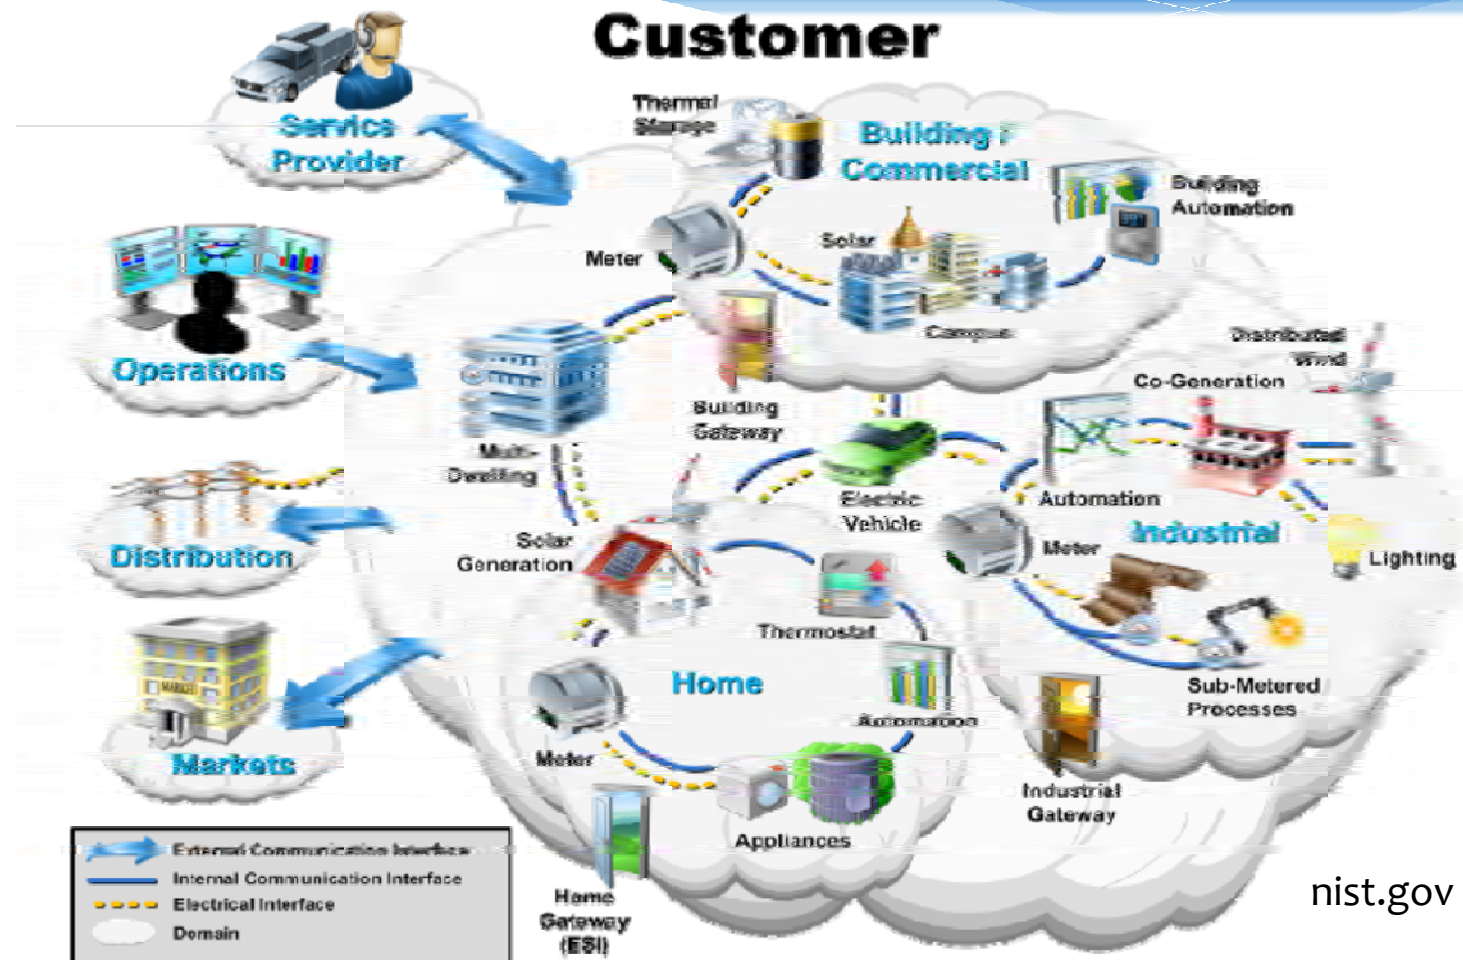 Customer
Service
Provider
Thermal
Storage
Building /
Commercial
Building
Automation
Meter
Solar
Campus
Operations
Distributed
Wind
Co-Generation
Building
Gateway
Multi-
Dwelling
Electric
Vehicle
Automation
Industrial
Meter
Lighting
Distribution
Solar
Generation
Thermostat
Home
Sub-Metered
Processes
Automation
Markets
MARKET
Meter
Industrial
Gateway
Appliances
Home
Gateway
(ESI)
External Communication Interface
Internal Communication Interface
Electrical Interface
Domain
nist.gov